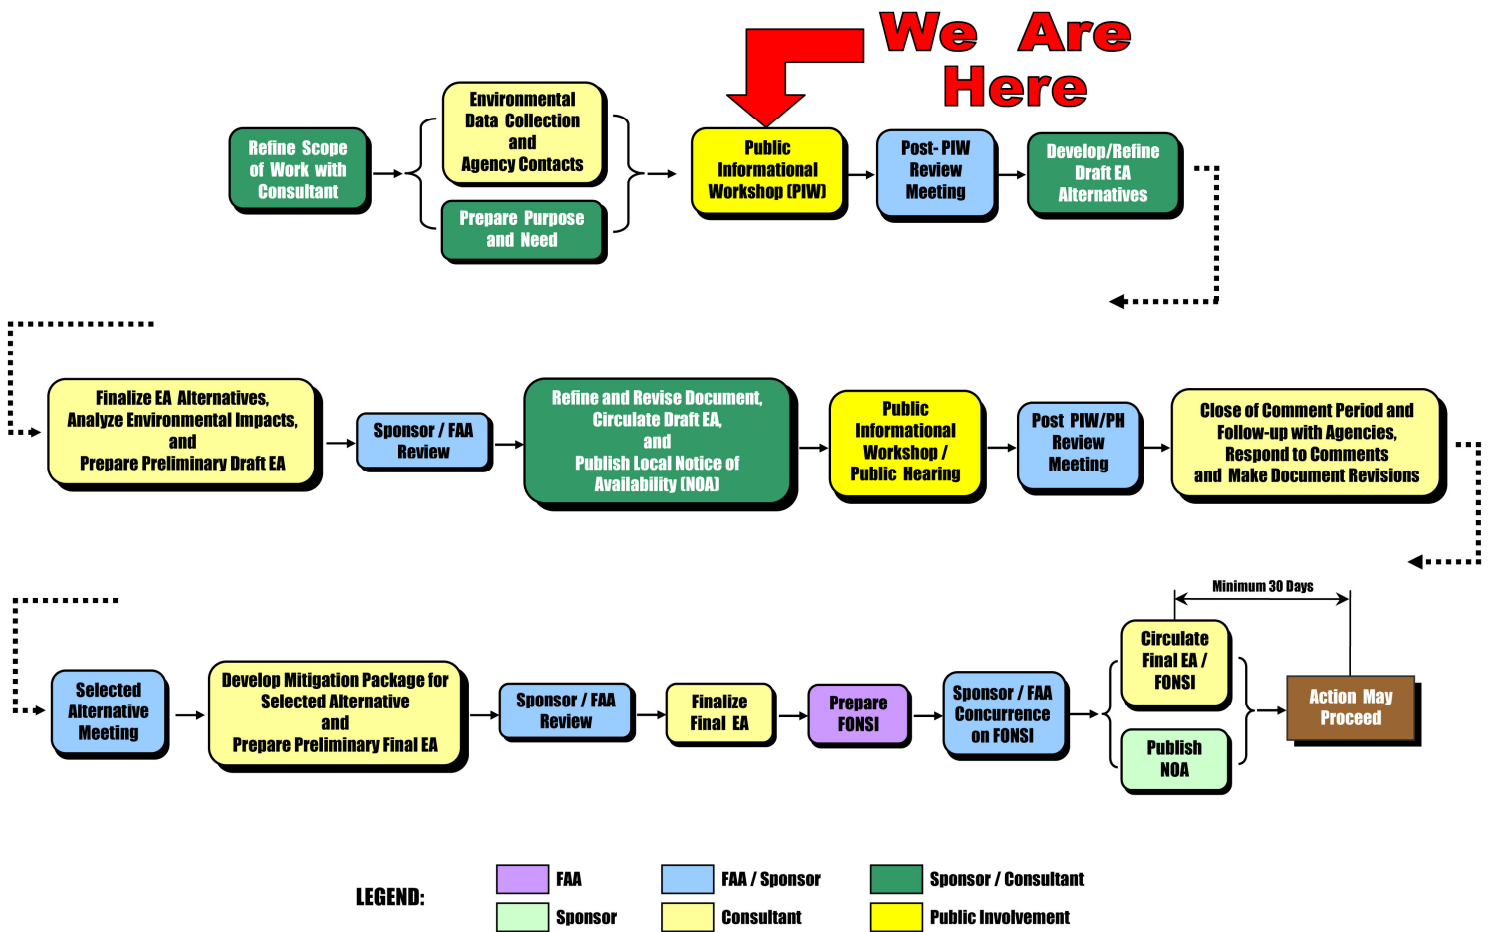 We Are
Here
Refine Scope
of Work with
Consultant
Environmental
Data Collection
and
Agency Contacts
Prepare Purpose
and Need
Public
Informational
Workshop (PIW)
Post- PIW
Review
Meeting
Develop/Refine
Draft EA
Alternatives
Finalize EA Alternatives,
Analyze Environmental Impacts,
and
Prepare Preliminary Draft EA
Sponsor / FAA
Review
Refine and Revise Document,
Circulate Draft EA,
and
Publish Local Notice of
Availability (NOA)
Public
Informational
Workshop /
Public Hearing
Post PIW/PH
Review
Meeting
Close of Comment Period and
Follow-up with Agencies,
Respond to Comments
and Make Document Revisions
Selected
Alternative
Meeting
Develop Mitigation Package for
Selected Alternative
and
Prepare Preliminary Final EA
Sponsor / FAA
Review
Finalize
Final EA
Prepare
FONSI
Sponsor / FAA
Concurrence
on FONSI
Minimum 30 Days
Circulate
Final EA /
FONSI
Publish
NOA
Action May
Proceed
LEGEND:
FAA
FAA / Sponsor
Sponsor / Consultant
Sponsor
Consultant
Public Involvement